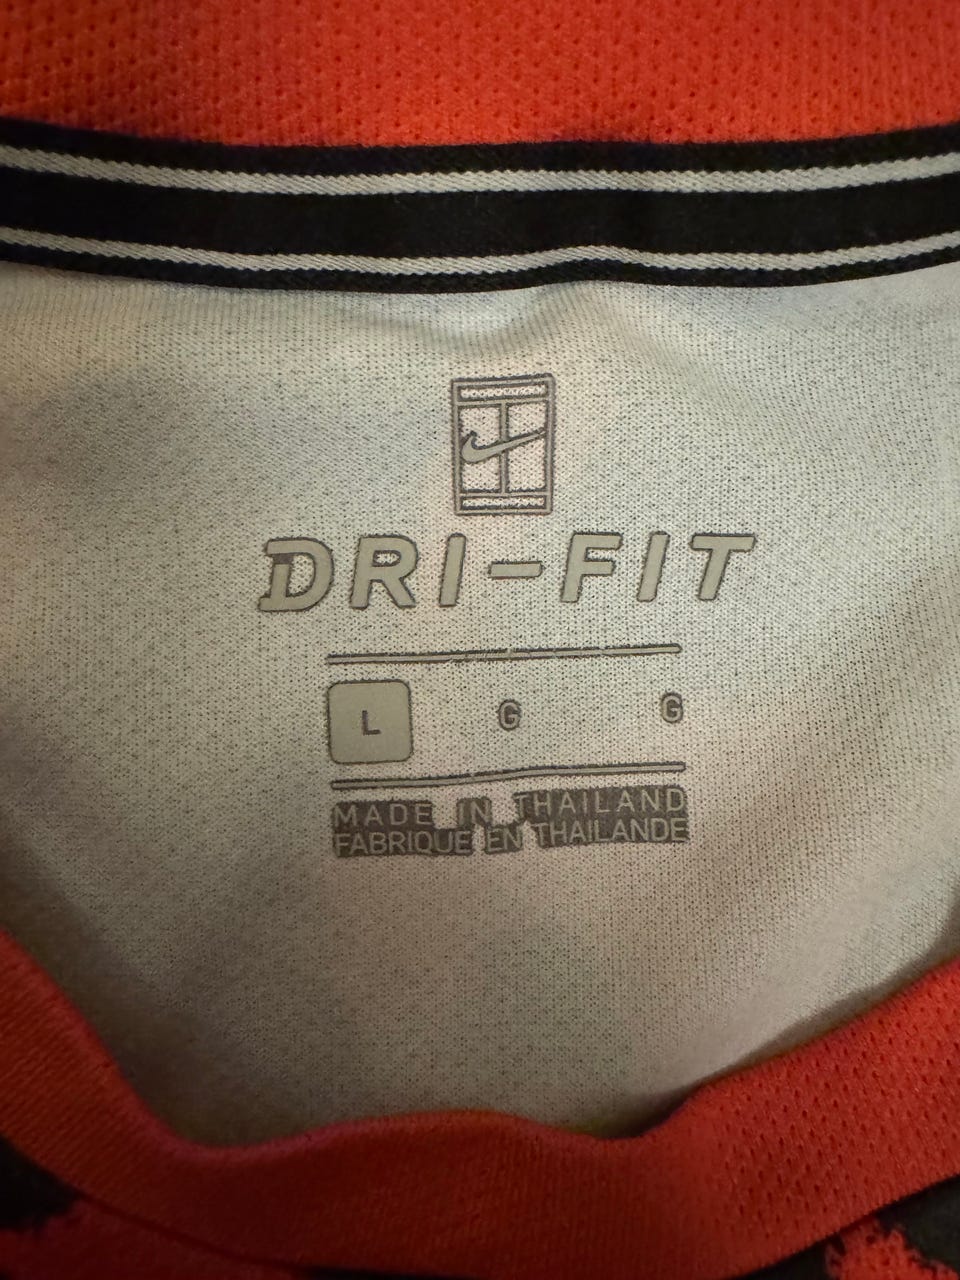 DRI-FIT
L G G
MADE IN THAILAND
FABRIQUE EN THAILANDE